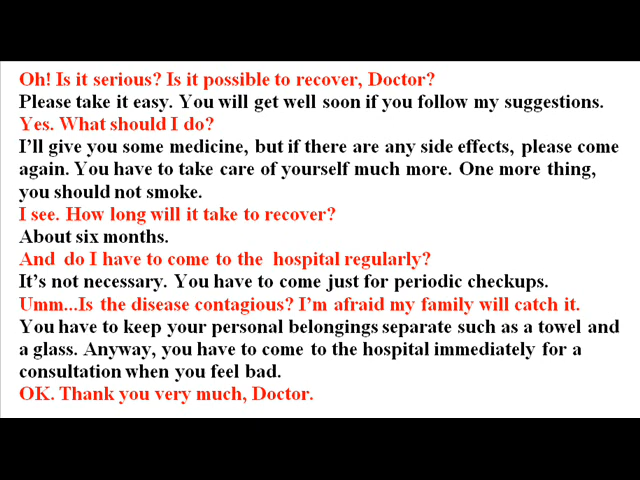 Oh! Is it serious? Is it possible to recover, Doctor?
Please take it easy. You will get well soon if you follow my suggestions.
Yes. What should I do?
I'll give you some medicine, but if there are any side effects, please come
again. You have to take care of yourself much more. One more thing,
you should not smoke.
I see. How long will it take to recover?
About six months.
And do I have to come to the hospital regularly?
It's not necessary. You have to come just for periodic checkups.
Umm...Is the disease contagious? I'm afraid my family will catch it.
You have to keep your personal belongings separate such as a towel and
a glass. Anyway, you have to come to the hospital immediately for a
consultation when you feel bad.
OK. Thank you very much, Doctor.